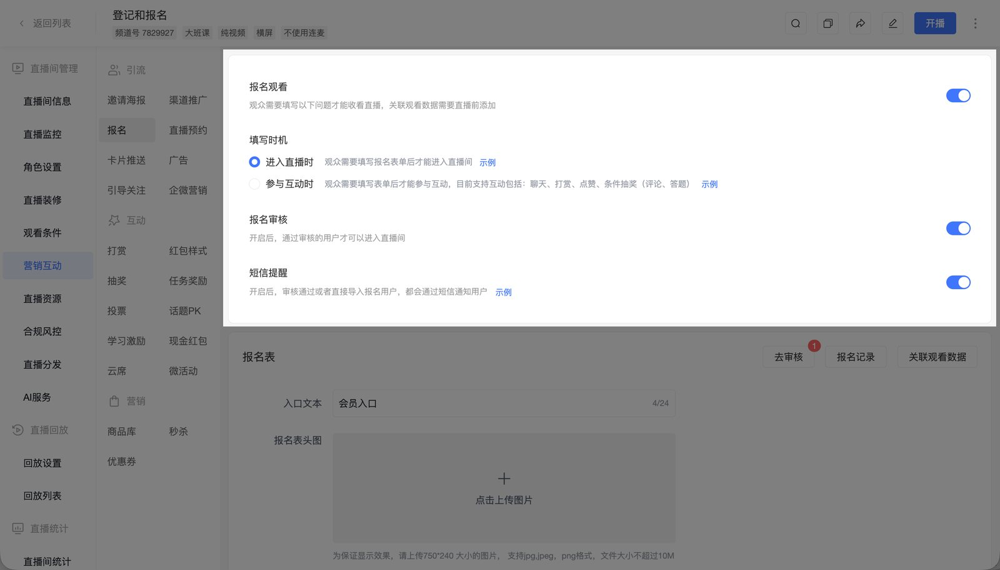 返回列表
登记和报名
频道号 7829927 大班课 纯视频 横屏 不使用连麦
开播
直播间管理
直播间信息
直播监控
角色设置
直播装修
观看条件
营销互动
直播资源
合规风控
直播分发
AI服务
直播回放
回放设置
回放列表
直播统计
直播间统计
引流
邀请海报 渠道推广
报名 直播预约
卡片推送 广告
引导关注 企微营销
互动
打赏 红包样式
抽奖 任务奖励
投票 话题PK
学习激励 现金红包
云席 微活动
营销
商品库 秒杀
优惠券
报名观看
观众需要填写以下问题才能收看直播，关联观看数据需要直播前添加
填写时机
进入直播时 观众需要填写报名表单后才能进入直播间 示例
参与互动时 观众需要填写表单后才能参与互动，目前支持互动包括：聊天、打赏、点赞、条件抽奖（评论、答题） 示例
报名审核
开启后，通过审核的用户才可以进入直播间
短信提醒
开启后，审核通过或者直接导入报名用户，都会通过短信通知用户 示例
报名表
去审核 1 报名记录 关联观看数据
入口文本 会员入口 4/24
报名表头图
点击上传图片
为保证显示效果，请上传750*240 大小的图片， 支持jpg,jpeg，png格式，文件大小不超过10M